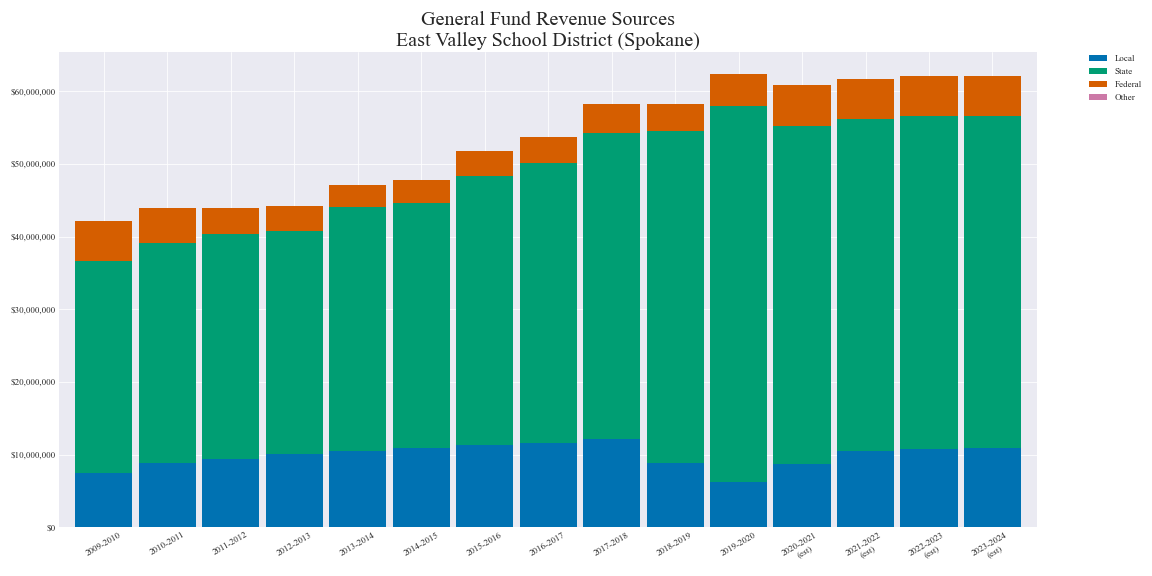 General Fund Revenue Sources
East Valley School District (Spokane)
Local
State
Federal
Other
$60,000,000
$50,000,000
$40,000,000
$30,000,000
$20,000,000
$10,000,000
$0
2009-2010
2010-2011
2011-2012
2012-2013
2013-2014
2014-2015
2015-2016
2016-2017
2017-2018
2018-2019
2019-2020
2020-2021
(est)
2021-2022
(est)
2022-2023
(est)
2023-2024
(est)